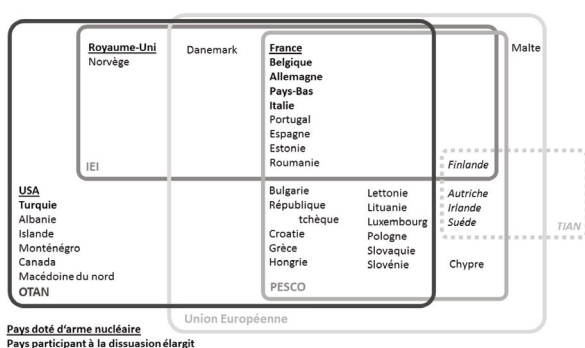 Royaume-Uni
Norvège
Danemark
France
Belgique
Allemagne
Pays-Bas
Italie
Portugal
Espagne
Estonie
Roumanie
Malte
IEI
Finlande
USA
Turquie
Albanie
Islande
Monténégro
Canada
Macédoine du nord
OTAN
Bulgarie
République
tchèque
Croatie
Grèce
Hongrie
PESCO
Lettonie
Lituanie
Luxembourg
Pologne
Slovaquie
Slovénie
Autriche
Irlande
Suéde
TIAN
Chypre
Union Européenne
Pays doté d'arme nucléaire
Pays participant à la dissuasion élargit